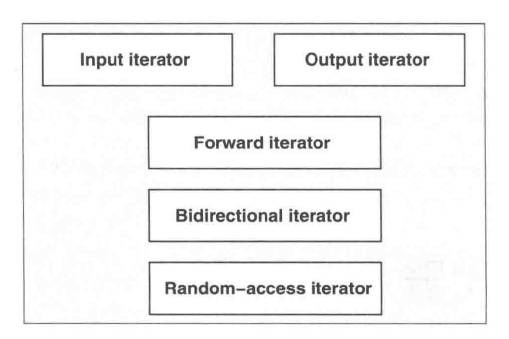 Input iterator
Output iterator
Forward iterator
Bidirectional iterator
Random–access iterator